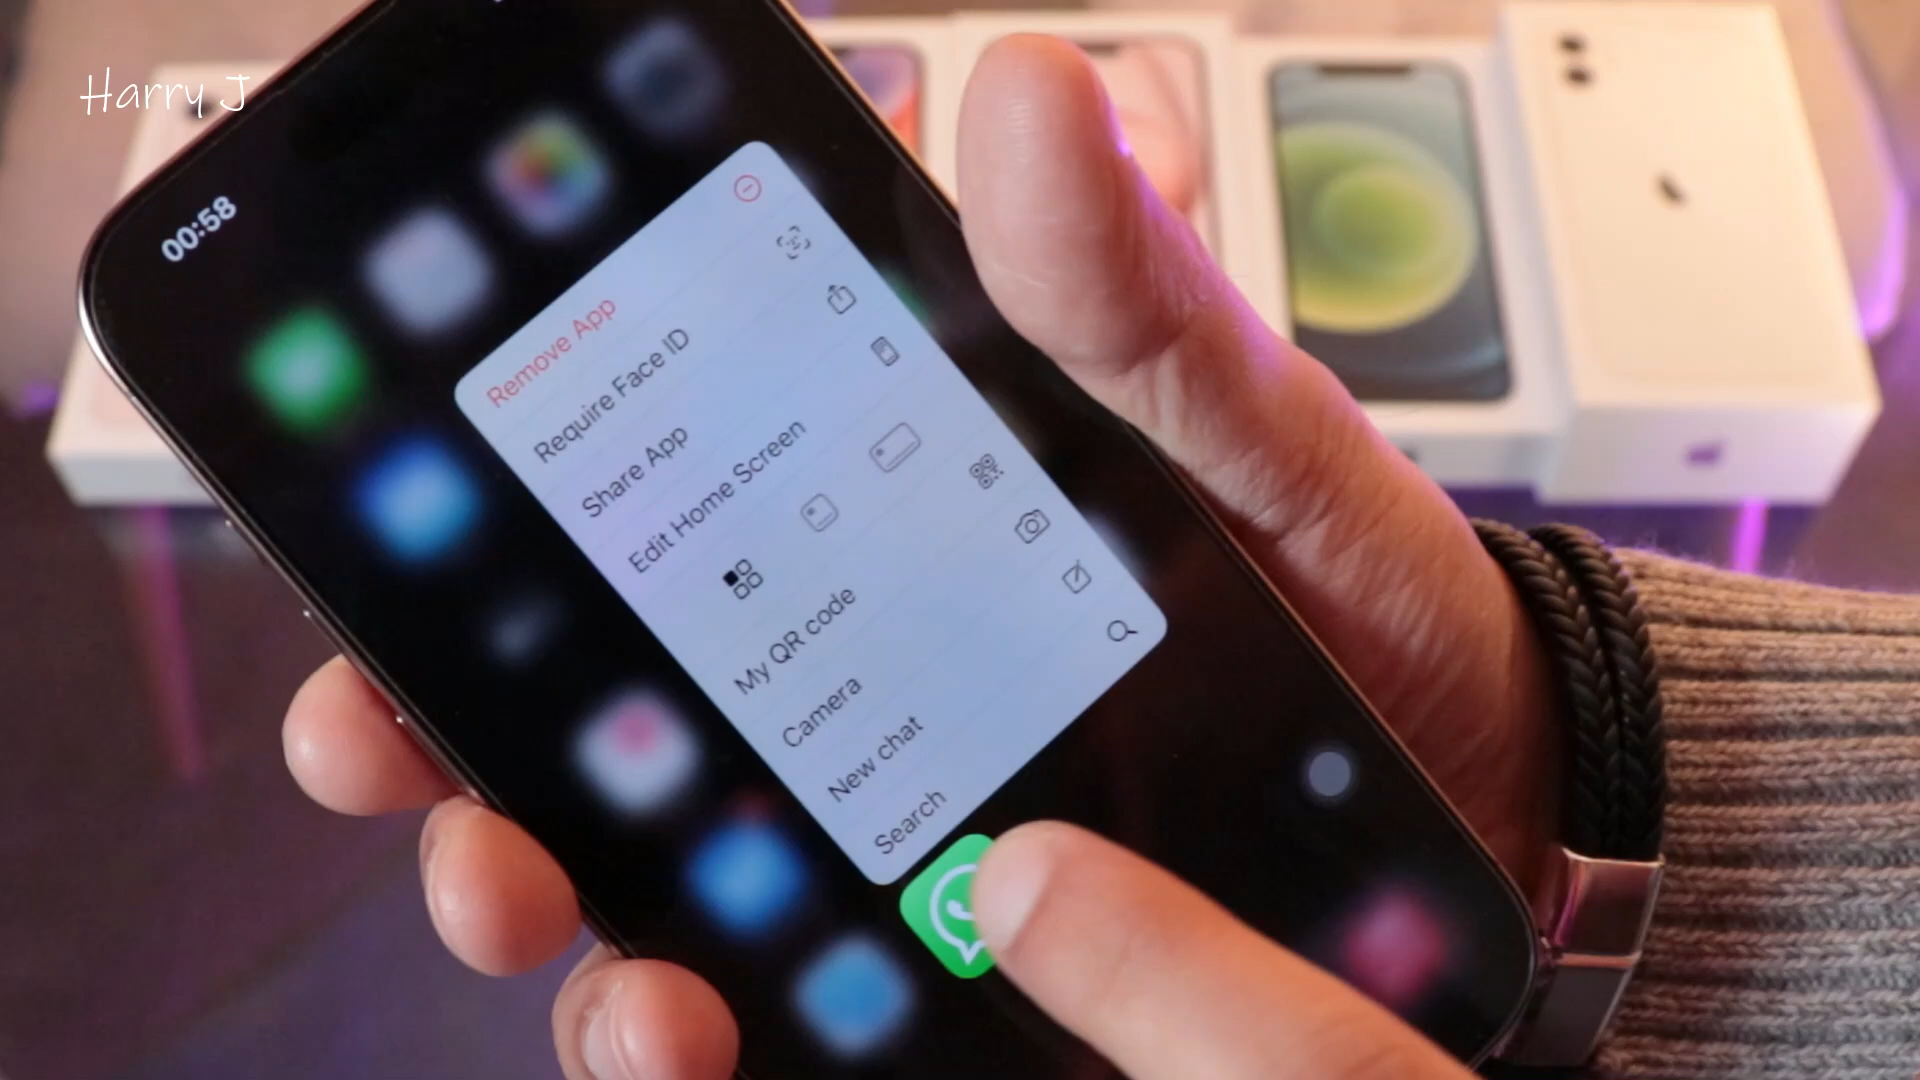 Harry J
00:58
Remove App
Require Face ID
Share App
Edit Home Screen
My QR code
Camera
New chat
Search